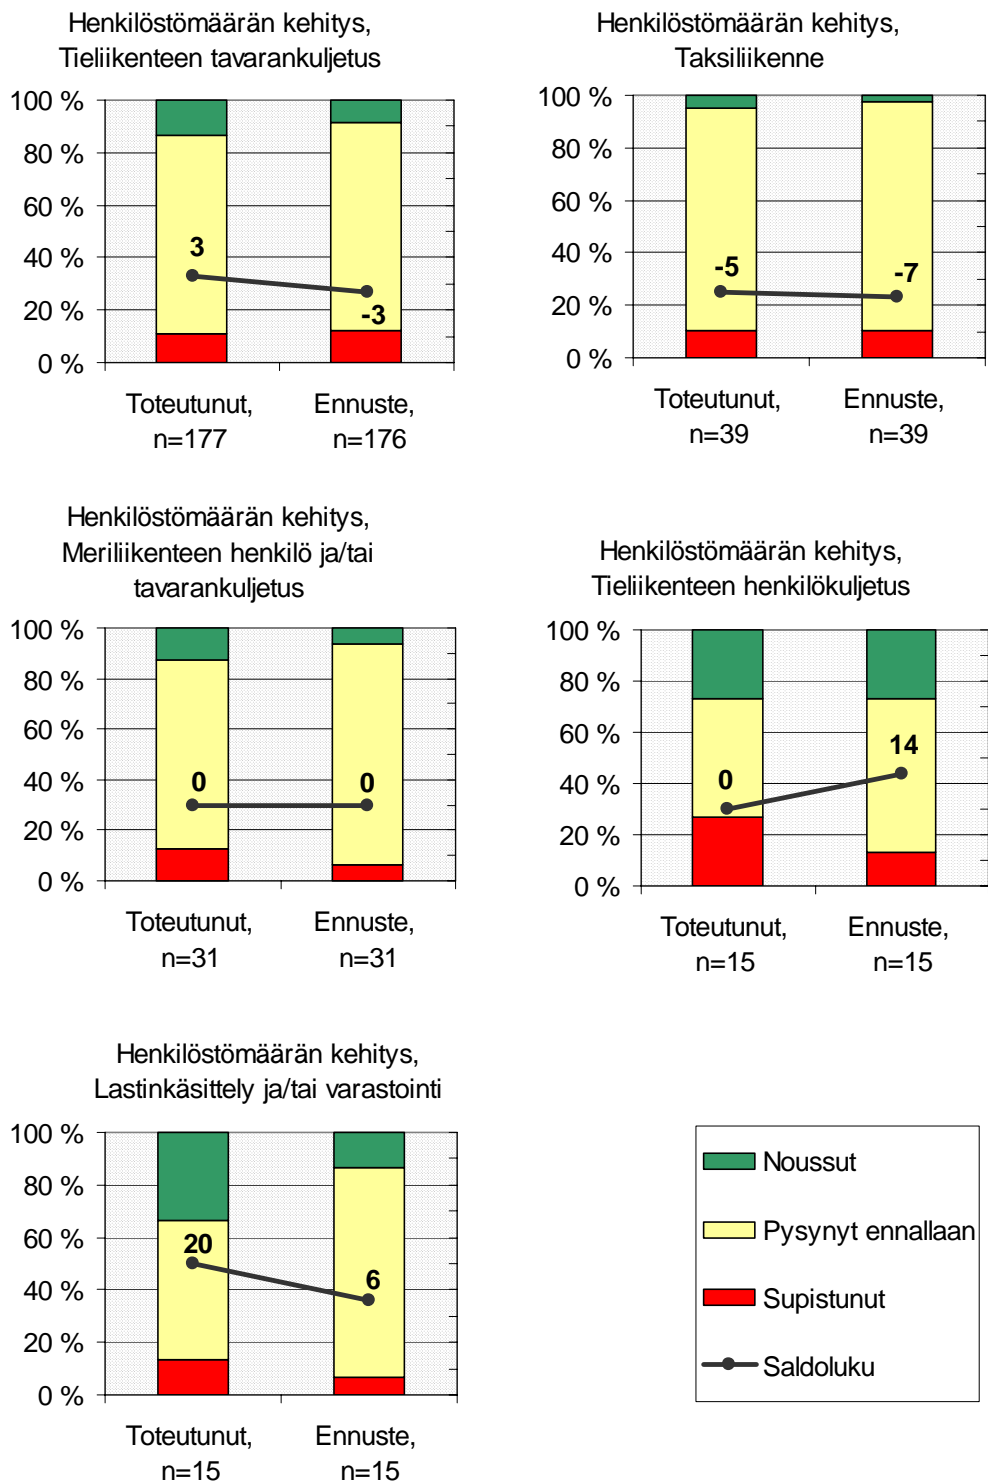 Henkilöstömäärän kehitys,
Tieliikenteen tavarankuljetus
100 %
80 %
60 %
40 %
20 %
0 %
3
-3
Toteutunut,
n=177
Ennuste,
n=176
Henkilöstömäärän kehitys,
Taksiliikenne
100 %
80 %
60 %
40 %
20 %
0 %
-5
-7
Toteutunut,
n=39
Ennuste,
n=39
Henkilöstömäärän kehitys,
Meriliikenteen henkilö ja/tai
tavarankuljetus
100 %
80 %
60 %
40 %
20 %
0 %
0
0
Toteutunut,
n=31
Ennuste,
n=31
Henkilöstömäärän kehitys,
Tieliikenteen henkilökuljetus
100 %
80 %
60 %
40 %
20 %
0 %
0
14
Toteutunut,
n=15
Ennuste,
n=15
Henkilöstömäärän kehitys,
Lastinkäsittely ja/tai varastointi
100 %
80 %
60 %
40 %
20 %
0 %
20
6
Toteutunut,
n=15
Ennuste,
n=15
Noussut
Pysynyt ennallaan
Supistunut
Saldoluku